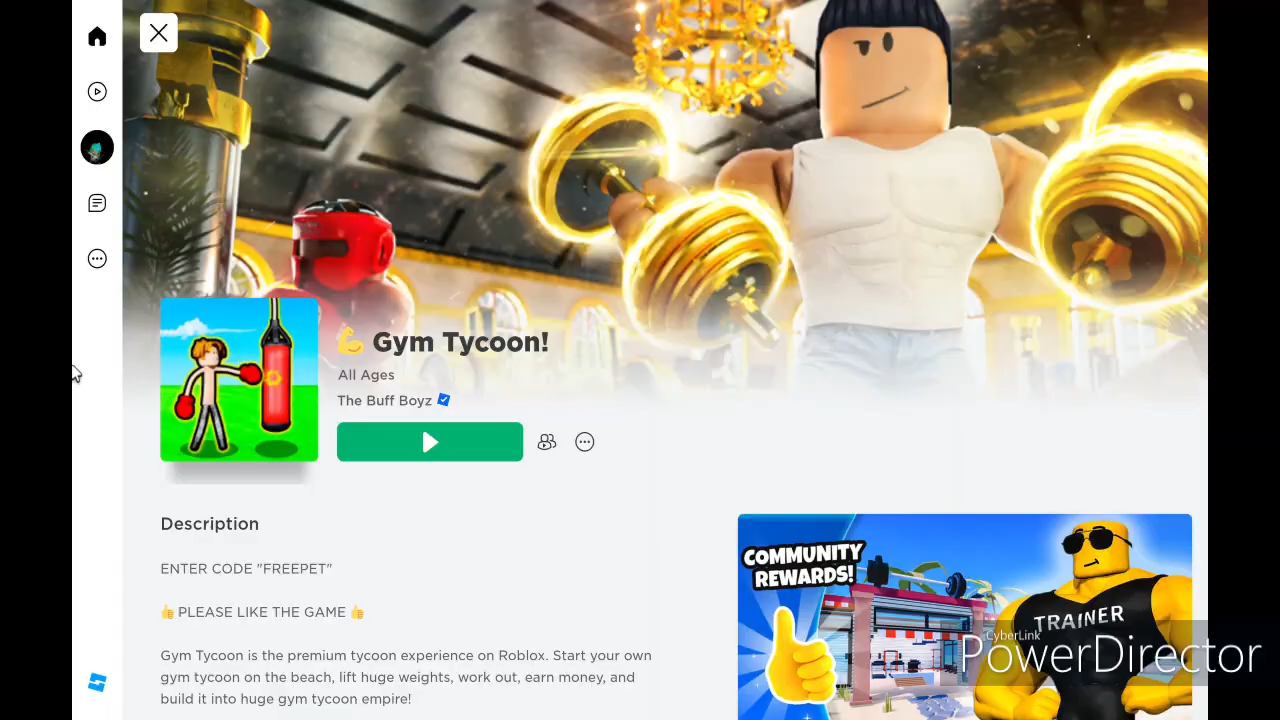 💪 Gym Tycoon!
All Ages
The Buff Boyz
Description
ENTER CODE "FREEPET"
👍 PLEASE LIKE THE GAME 👍
Gym Tycoon is the premium tycoon experience on Roblox. Start your own
gym tycoon on the beach, lift huge weights, work out, earn money, and
build it into huge gym tycoon empire!
COMMUNITY
REWARDS!
TRAINER
CyberLink
PowerDirector